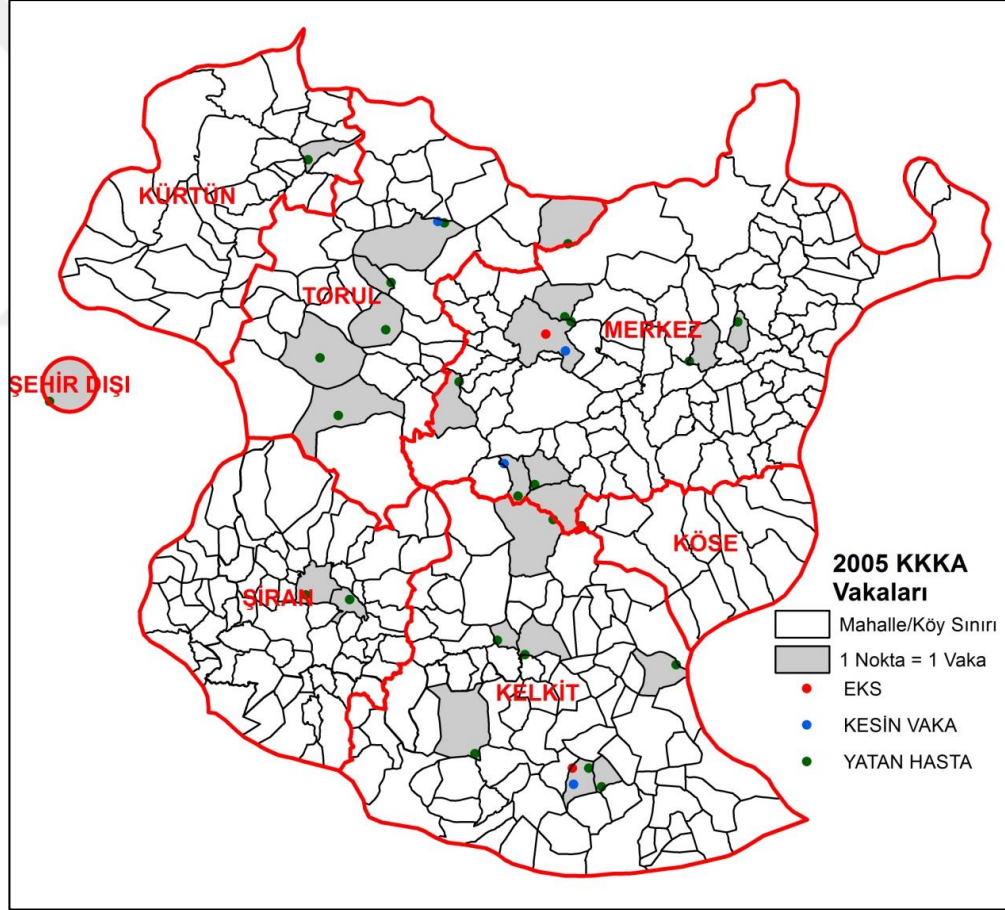 KÜRTÜN
TORUL
MERKEZ
ŞEHİR DIŞI
KÖSE
ŞİRAN
KELKİT
2005 KKKA
Vakaları
Mahalle/Köy Sınırı
1 Nokta = 1 Vaka
EKS
KESİN VAKA
YATAN HASTA